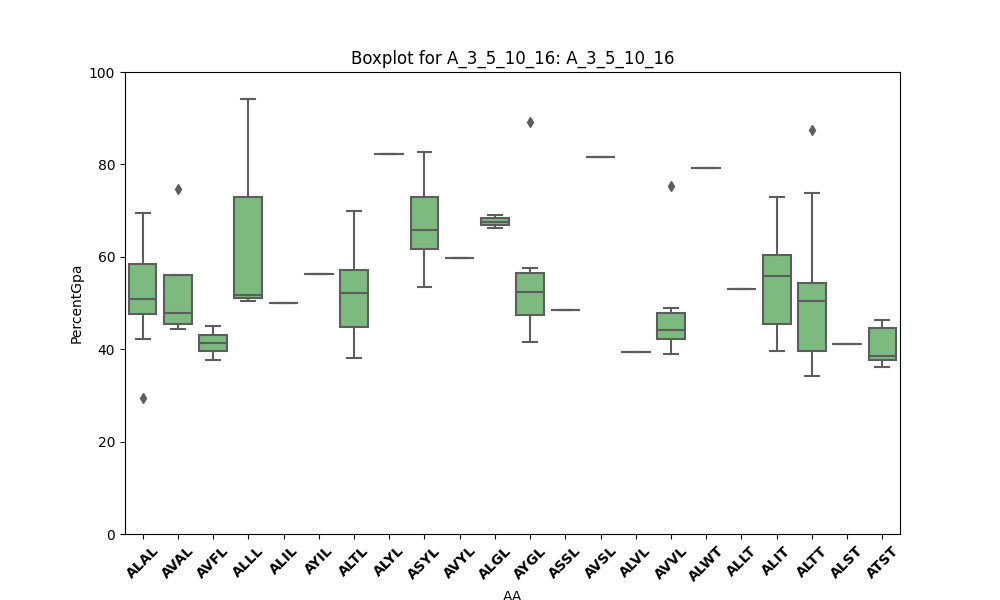 Boxplot for A_3_5_10_16: A_3_5_10_16
PercentGpa
100
80
60
40
20
0
ALAL AVAL AVFL ALLL ALIL AYIL ALTL ALYL ASYL AVYL ALGL AYGL ASSL AVSL ALVL AVVL ALWT ALLT ALIT ALTT ALST ATST
AA